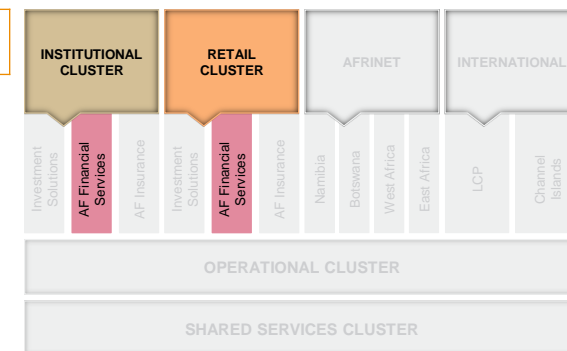 INSTITUTIONAL
CLUSTER
RETAIL
CLUSTER
AFRINET
INTERNATIONAL
Investment
Solutions
AF Financial
Services
AF Insurance
Investment
Solutions
AF Financial
Services
AF Insurance
Namibia
Botswana
West Africa
East Africa
LCP
Channel
Islands
OPERATIONAL CLUSTER
SHARED SERVICES CLUSTER